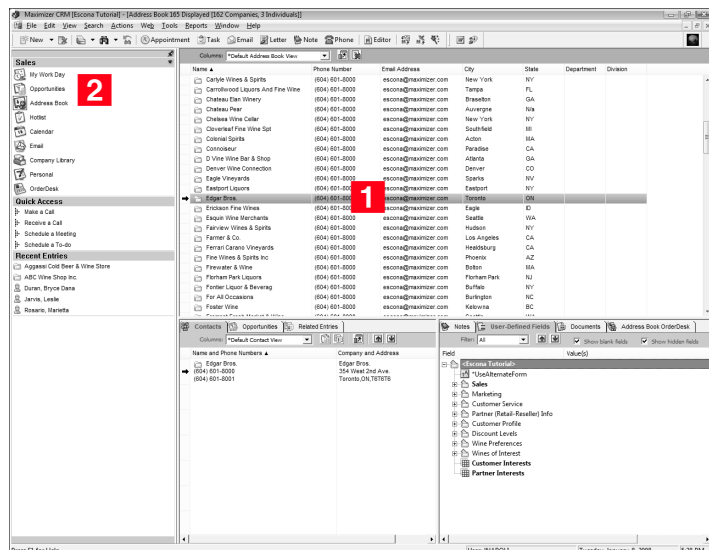 Maximizer CRM [Escona Tutorial] - [Address Book 165 Displayed [162 Companies, 3 Individuals]]
File Edit View Search Actions Web Tools Reports Window Help
New Appointment Task Email Letter Note Phone Editor
Sales
My Work Day
Opportunities
2
Address Book
Hotlist
Calendar
Email
Company Library
Personal
OrderDesk
Quick Access
Make a Call
Receive a Call
Schedule a Meeting
Schedule a To-do
Recent Entries
Aggassi Cold Beer & Wine Store
ABC Wine Shop Inc.
Duran, Bryce Dana
Jarvis, Leslie
Rosario, Marietta
Columns: *Default Address Book View
Name Phone Number Email Address City State Department Division
Carlyle Wines & Spirits (604) 601-8000 escona@maximizer.com New York NY
Carrollwood Liquors And Fine Wine (604) 601-8000 escona@maximizer.com Tampa FL
Chateau Elan Winery (604) 601-8000 escona@maximizer.com Braselton GA
Chateau Pear (604) 601-8000 escona@maximizer.com Auvergne N/a
Chelsea Wine Cellar (604) 601-8000 escona@maximizer.com New York NY
Cloverleaf Fine Wine Spt (604) 601-8000 escona@maximizer.com Southfield MI
Colonial Spirits (604) 601-8000 escona@maximizer.com Acton MA
Connoiseur (604) 601-8000 escona@maximizer.com Paradise CA
D Vine Wine Bar & Shop (604) 601-8000 escona@maximizer.com Atlanta GA
Denver Wine Connection (604) 601-8000 escona@maximizer.com Denver CO
Eagle Vineyards (604) 601-8000 escona@maximizer.com Sparks NV
Eastport Liquors (604) 601-8000 escona@maximizer.com Eastport NY
Edgar Bros. (604) 601-8000 1 escona@maximizer.com Toronto ON
Erickson Fine Wines (604) 601-8000 escona@maximizer.com Eagle ID
Esquin Wine Merchants (604) 601-8000 escona@maximizer.com Seattle WA
Fairview Wines & Spirits (604) 601-8000 escona@maximizer.com Hudson NY
Farmer & Co. (604) 601-8000 escona@maximizer.com Los Angeles CA
Ferrari Carano Vineyards (604) 601-8000 escona@maximizer.com Healdsburg CA
Fine Wines & Spirits Inc (604) 601-8000 escona@maximizer.com Phoenix AZ
Firewater & Wine (604) 601-8000 escona@maximizer.com Bolton MA
Florham Park Liquors (604) 601-8000 escona@maximizer.com Florham Park NJ
Fontier Liquor & Beverag (604) 601-8000 escona@maximizer.com Buffalo NY
For All Occasions (604) 601-8000 escona@maximizer.com Burlington NC
Foster Wine (604) 601-8000 escona@maximizer.com Kelowna BC
Contacts Opportunities Related Entries
Columns: *Default Contact View
Name and Phone Numbers Company and Address
Edgar Bros. Edgar Bros.
(604) 601-8000 354 West 2nd Ave.
(604) 601-8001 Toronto,ON,T6T6T6
Notes User-Defined Fields Documents Address Book OrderDesk
Filter: All Show blank fields Show hidden fields
Field Value(s)
<Escona Tutorial>
*UseAlternateForm
Sales
Marketing
Customer Service
Partner (Retail-Reseller) Info
Customer Profile
Discount Levels
Wine Preferences
Wines of Interest
Customer Interests
Partner Interests